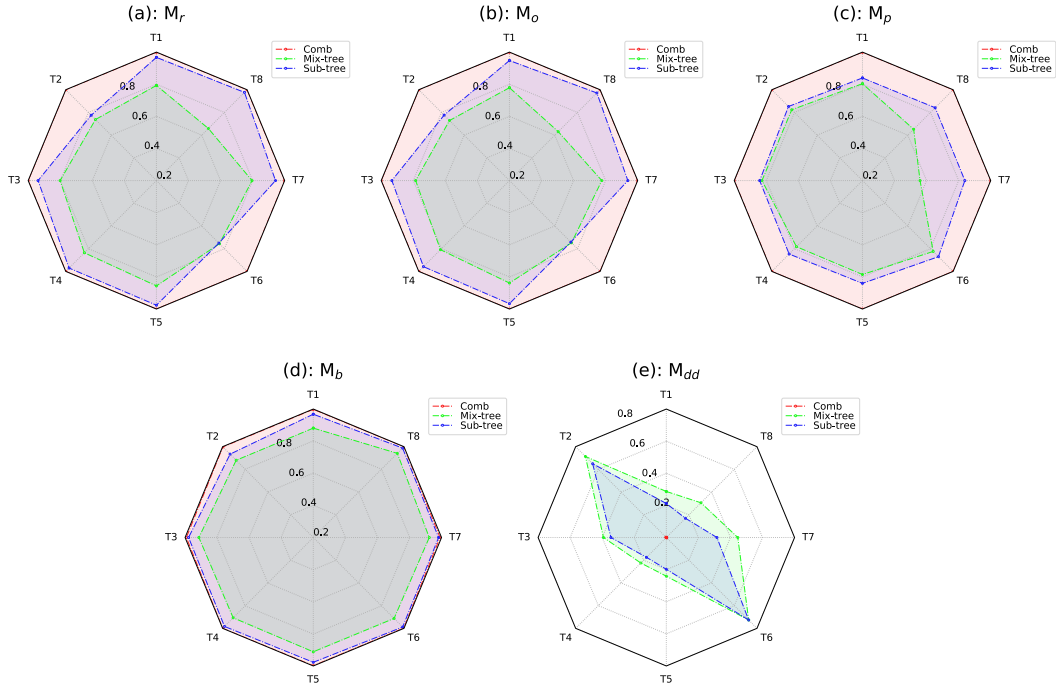 (a): M_r
T1
T2
T3
T4
T5
T6
T7
T8
0.2
0.4
0.6
0.8
Comb
Mix-tree
Sub-tree
(b): M_o
T1
T2
T3
T4
T5
T6
T7
T8
0.2
0.4
0.6
0.8
Comb
Mix-tree
Sub-tree
(c): M_p
T1
T2
T3
T4
T5
T6
T7
T8
0.2
0.4
0.6
0.8
Comb
Mix-tree
Sub-tree
(d): M_b
T1
T2
T3
T4
T5
T6
T7
T8
0.2
0.4
0.6
0.8
Comb
Mix-tree
Sub-tree
(e): M_dd
T1
T2
T3
T4
T5
T6
T7
T8
0.2
0.4
0.6
0.8
Comb
Mix-tree
Sub-tree